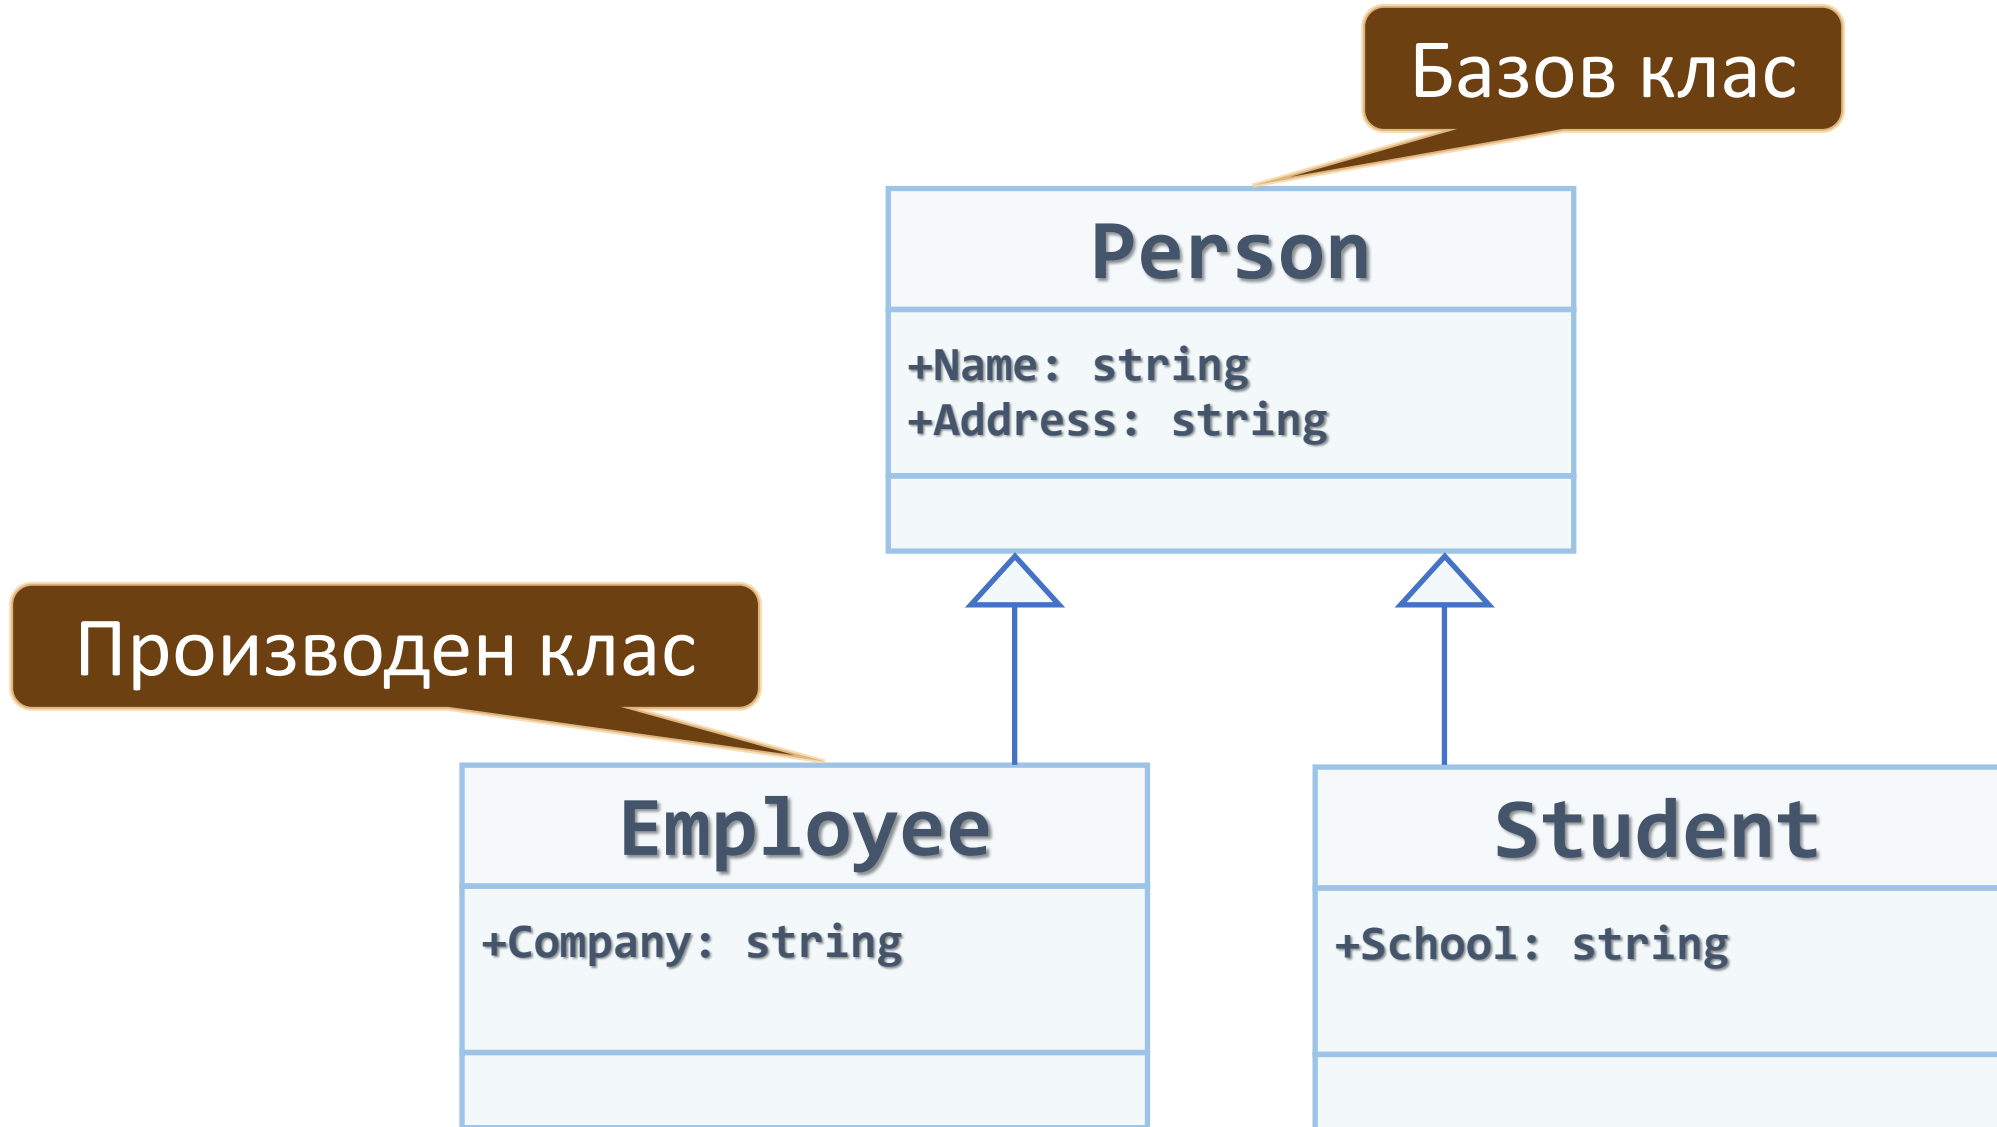 Базов клас
Person
+Name: string
+Address: string
Производен клас
Employee
+Company: string
Student
+School: string